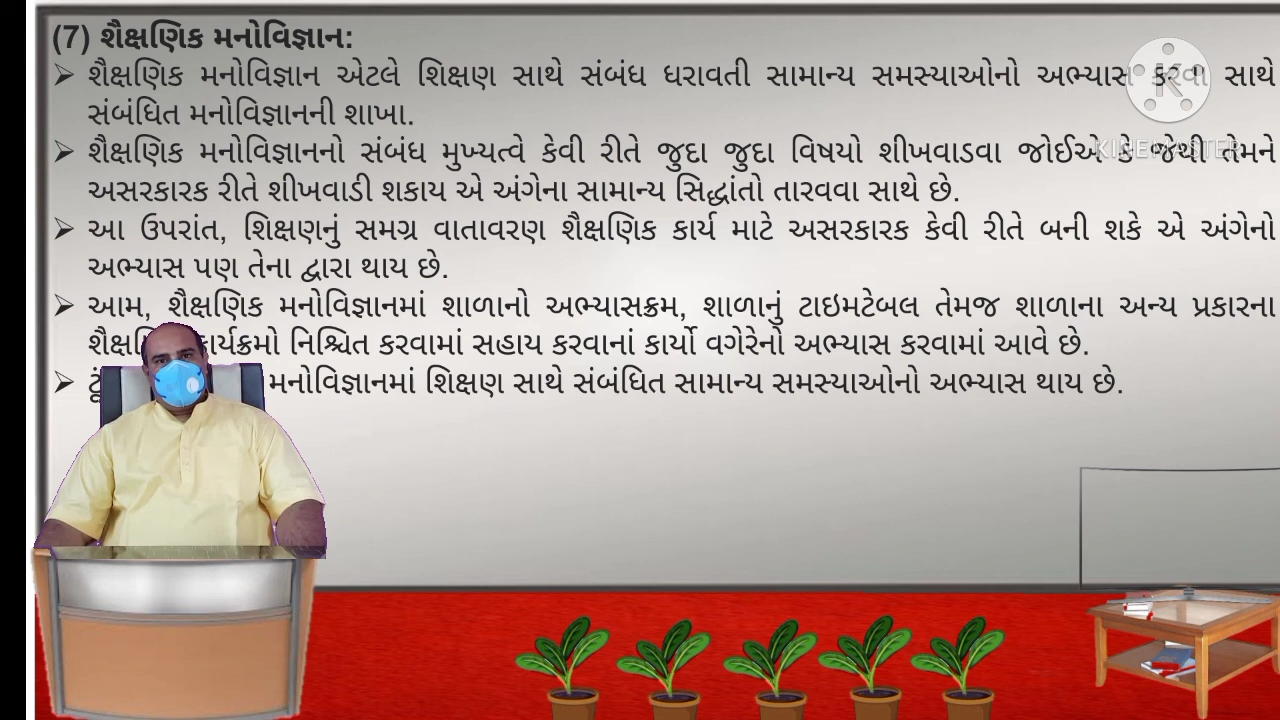 (7) શૈક્ષણિક મનોવિજ્ઞાન:
➢ શૈક્ષણિક મનોવિજ્ઞાન એટલે શિક્ષણ સાથે સંબંધ ધરાવતી સામાન્ય સમસ્યાઓનો અભ્યાસ કરવા સાથે
સંબંધિત મનોવિજ્ઞાનની શાખા.
➢ શૈક્ષણિક મનોવિજ્ઞાનનો સંબંધ મુખ્યત્વે કેવી રીતે જુદા જુદા વિષયો શીખવાડવા જોઈએ કે જેથી તેમને
અસરકારક રીતે શીખવાડી શકાય એ અંગેના સામાન્ય સિદ્ધાંતો તારવવા સાથે છે.
➢ આ ઉપરાંત, શિક્ષણનું સમગ્ર વાતાવરણ શૈક્ષણિક કાર્ય માટે અસરકારક કેવી રીતે બની શકે એ અંગેનો
અભ્યાસ પણ તેના દ્વારા થાય છે.
➢ આમ, શૈક્ષણિક મનોવિજ્ઞાનમાં શાળાનો અભ્યાસક્રમ, શાળાનું ટાઇમટેબલ તેમજ શાળાના અન્ય પ્રકારના
નિશ્ચિત કરવામાં સહાય કરવાનાં કાર્યો વગેરેનો અભ્યાસ કરવામાં આવે છે.
➢ મનોવિજ્ઞાનમાં શિક્ષણ સાથે સંબંધિત સામાન્ય સમસ્યાઓનો અભ્યાસ થાય છે.
KINEMASTER